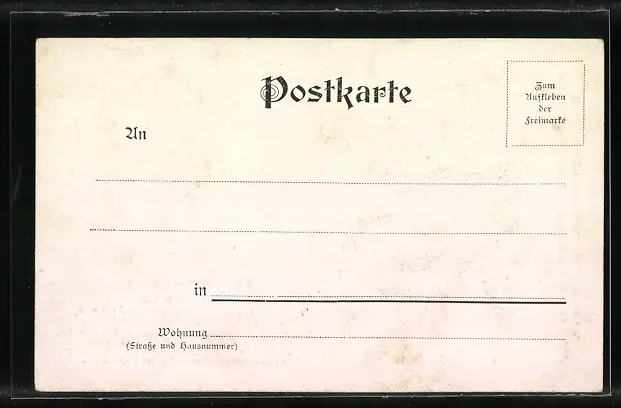 Postkarte
Zum
Aufkleben
der
Freimarke
An
in
Wohnung
(Straße und Hausnummer)